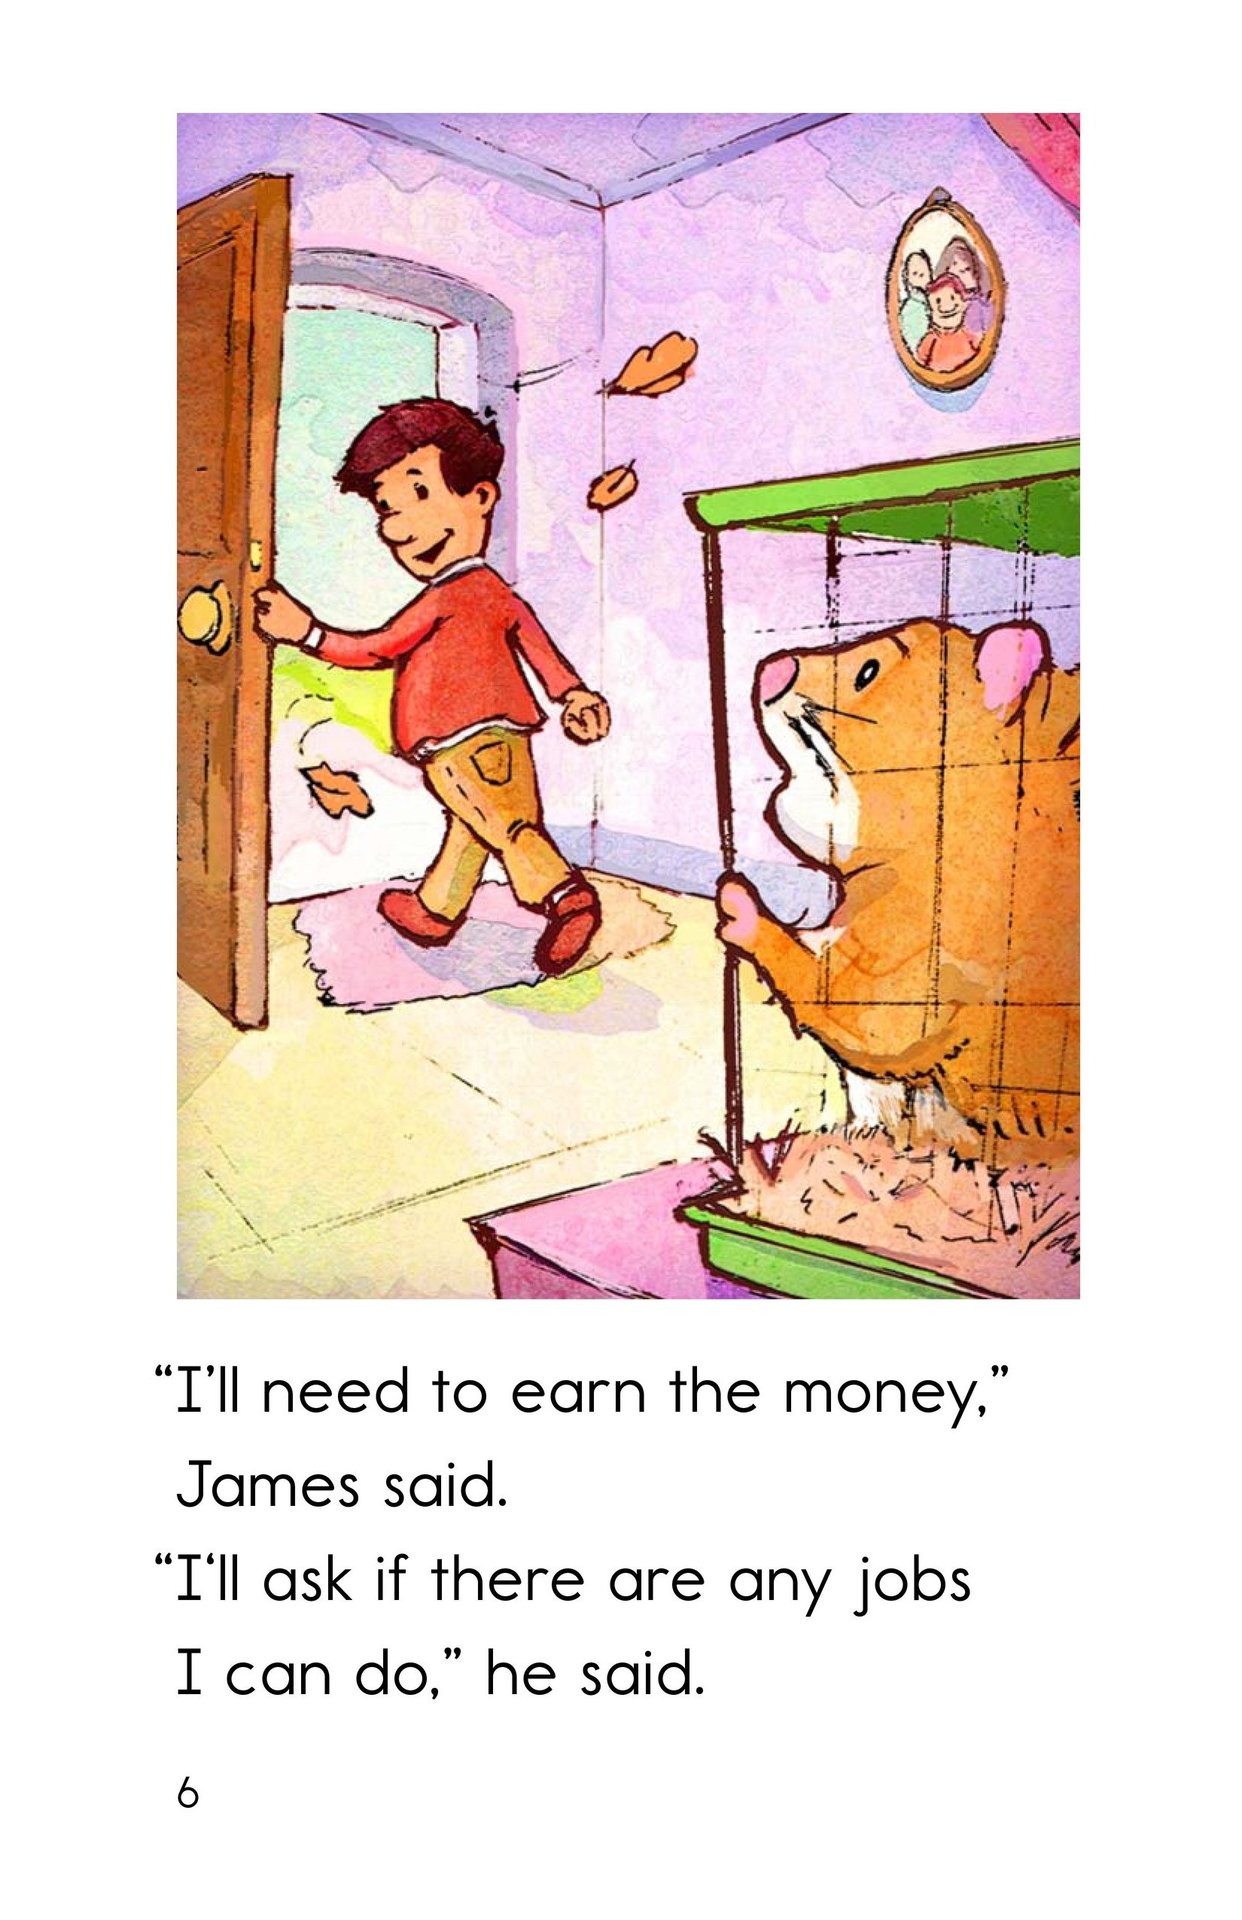 “I’ll need to earn the money,”
James said.
“I‘ll ask if there are any jobs
I can do,” he said.
6